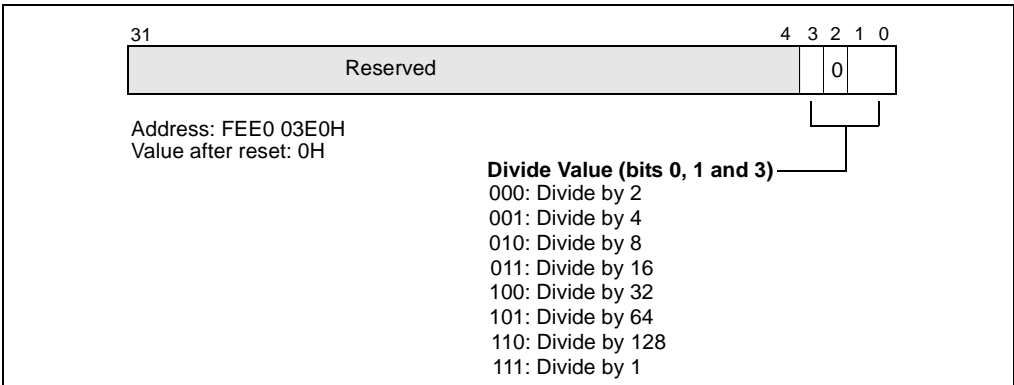 31 4 3 2 1 0
Reserved 0
Address: FEE0 03E0H
Value after reset: 0H
Divide Value (bits 0, 1 and 3)
000: Divide by 2
001: Divide by 4
010: Divide by 8
011: Divide by 16
100: Divide by 32
101: Divide by 64
110: Divide by 128
111: Divide by 1